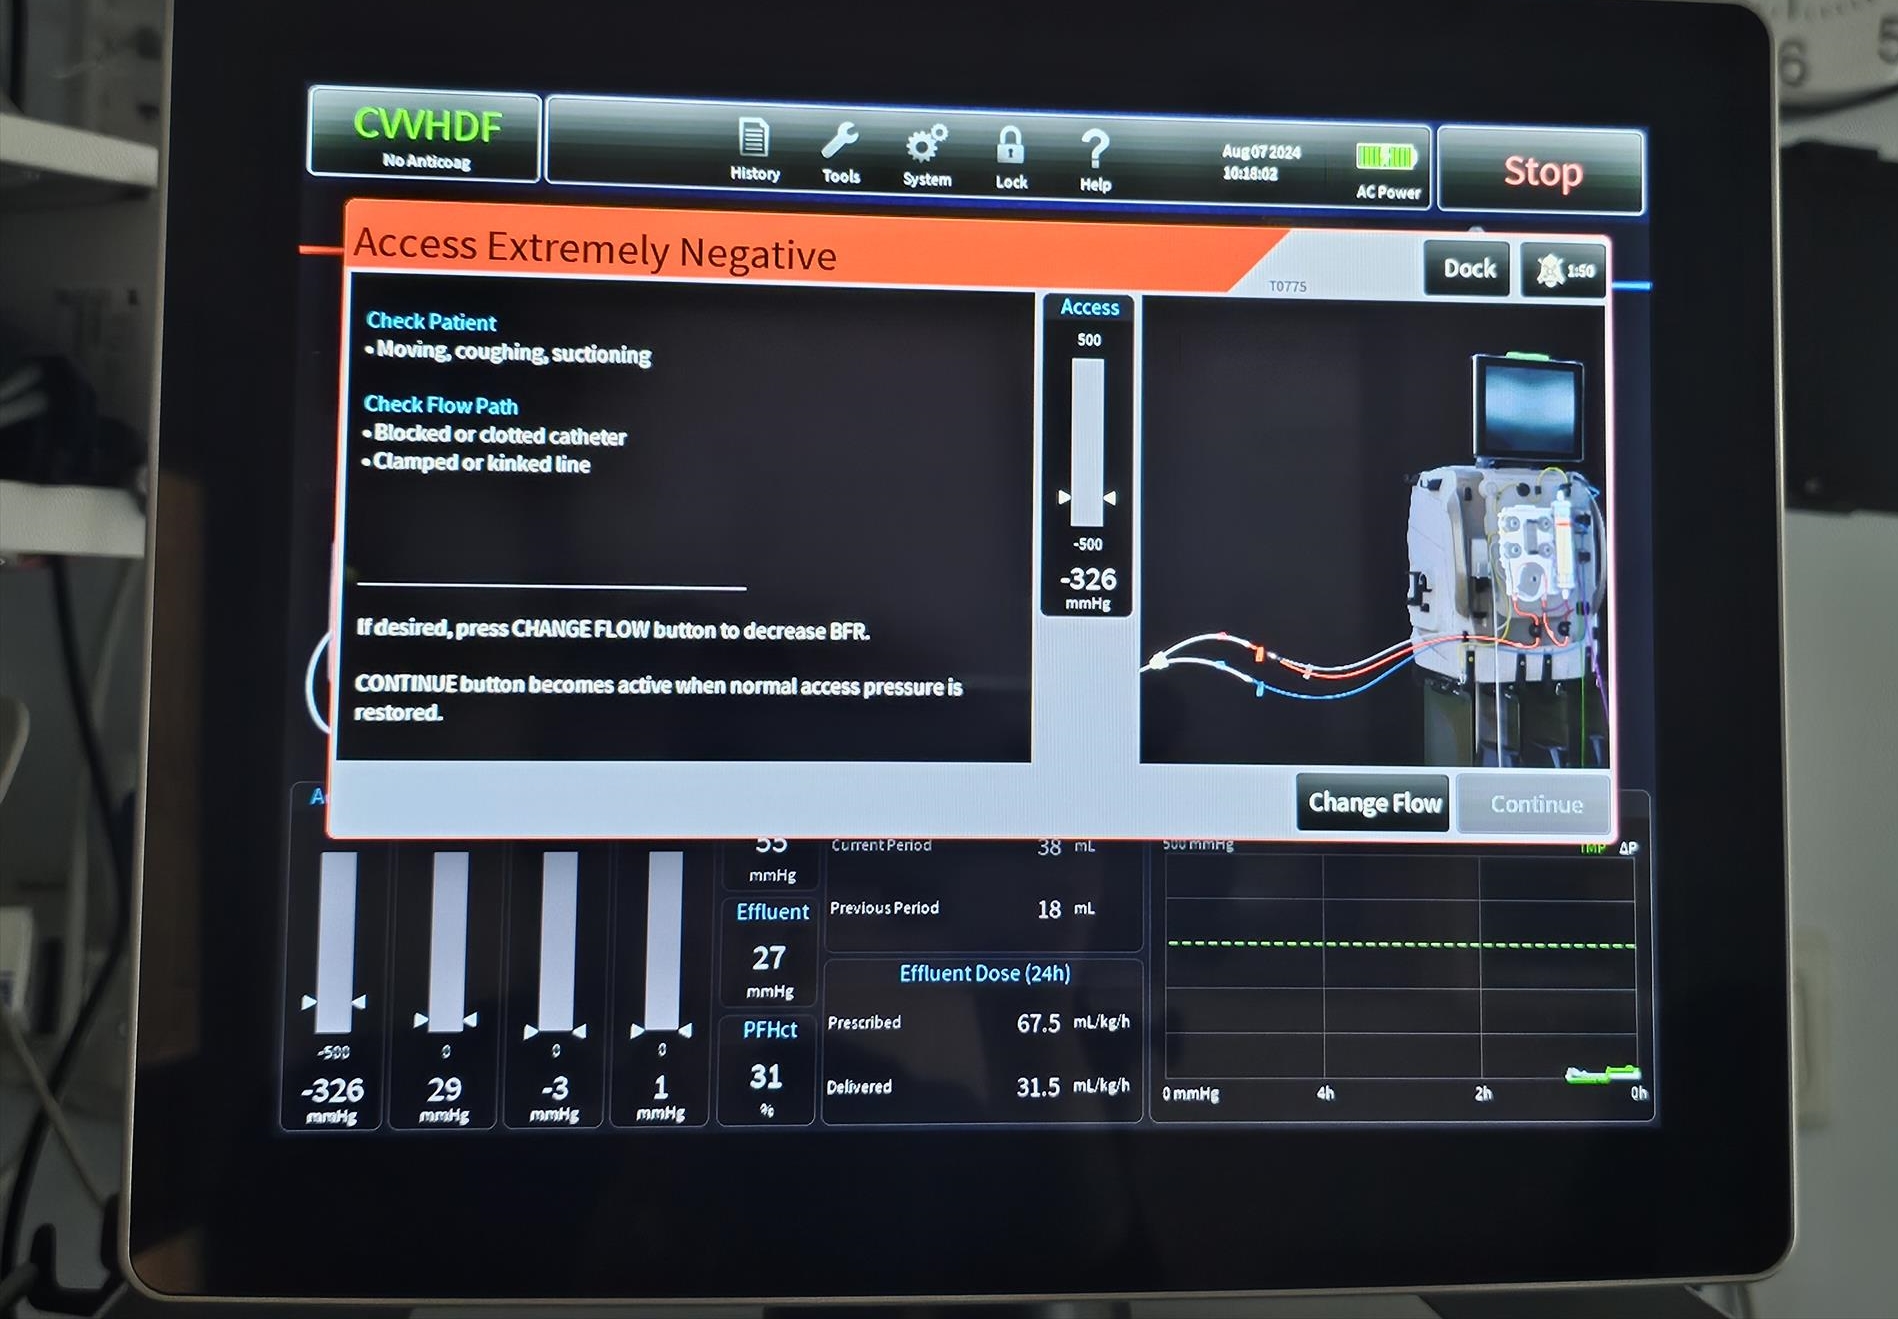 CVVHDF
No Anticoag
History
Tools
System
Lock
Help
Aug 07 2024
10:18:02
AC Power
Stop
Access Extremely Negative
T0775
Dock
1:50
Check Patient
• Moving, coughing, suctioning
Check Flow Path
• Blocked or clotted catheter
• Clamped or kinked line
If desired, press CHANGE FLOW button to decrease BFR.
CONTINUE button becomes active when normal access pressure is
restored.
Access
500
-500
-326
mmHg
Change Flow
Continue
-500
-326
mmHg
0
29
mmHg
0
-3
mmHg
0
1
mmHg
55
mmHg
Effluent
27
mmHg
PFHct
31
%
Current Period 38 mL
Previous Period 18 mL
Effluent Dose (24h)
Prescribed 67.5 mL/kg/h
Delivered 31.5 mL/kg/h
500 mmHg
TMP ΔP
0 mmHg 4h 2h 0h
6
5